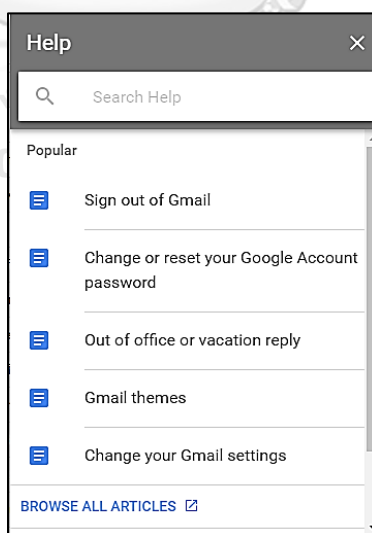 Help
Search Help
Popular
Sign out of Gmail
Change or reset your Google Account
password
Out of office or vacation reply
Gmail themes
Change your Gmail settings
BROWSE ALL ARTICLES